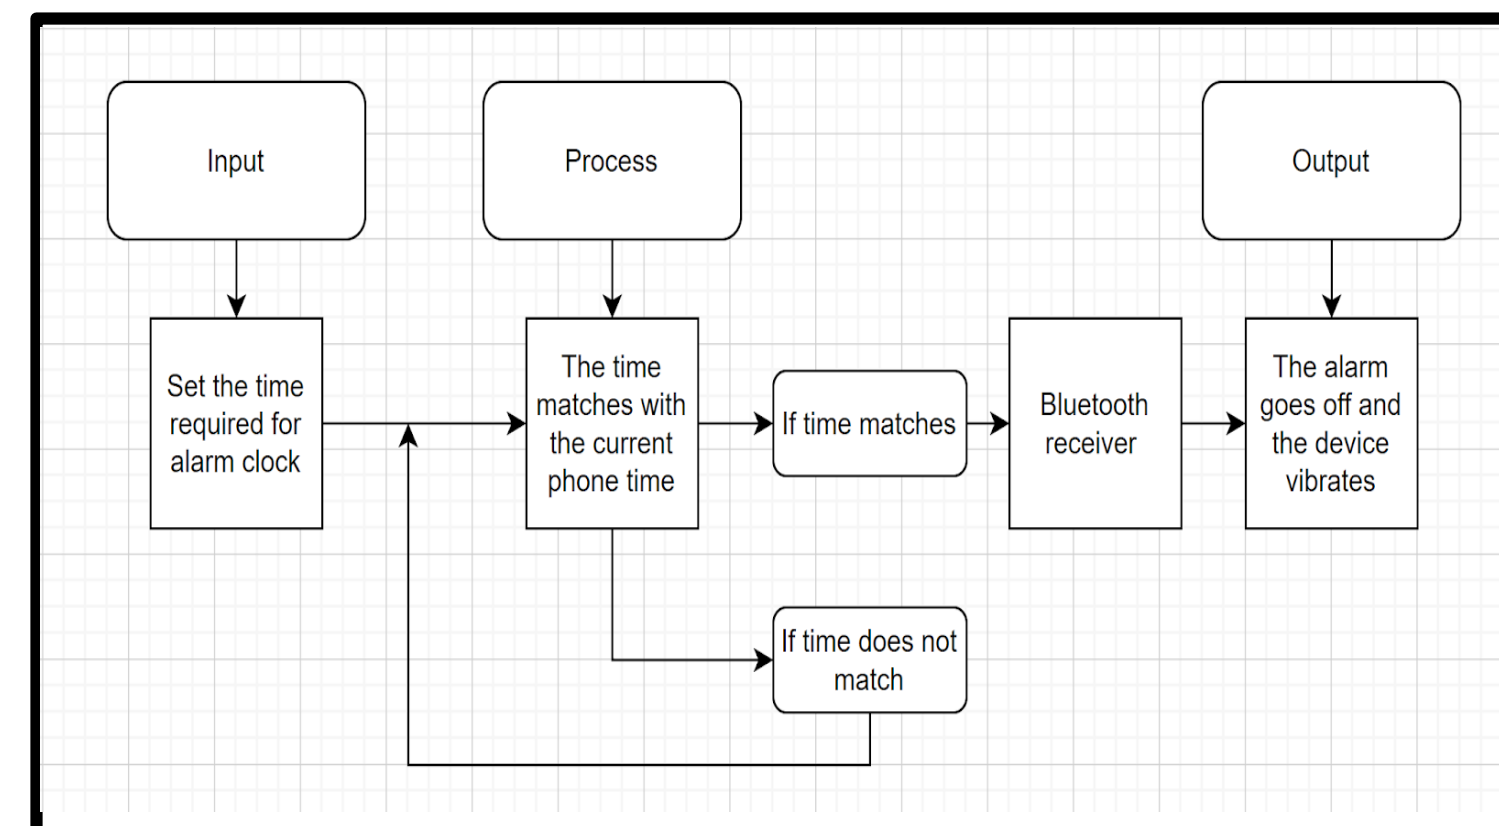 Input
Process
Output
Set the time
required for
alarm clock
The time
matches with
the current
phone time
If time matches
Bluetooth
receiver
The alarm
goes off and
the device
vibrates
If time does not
match